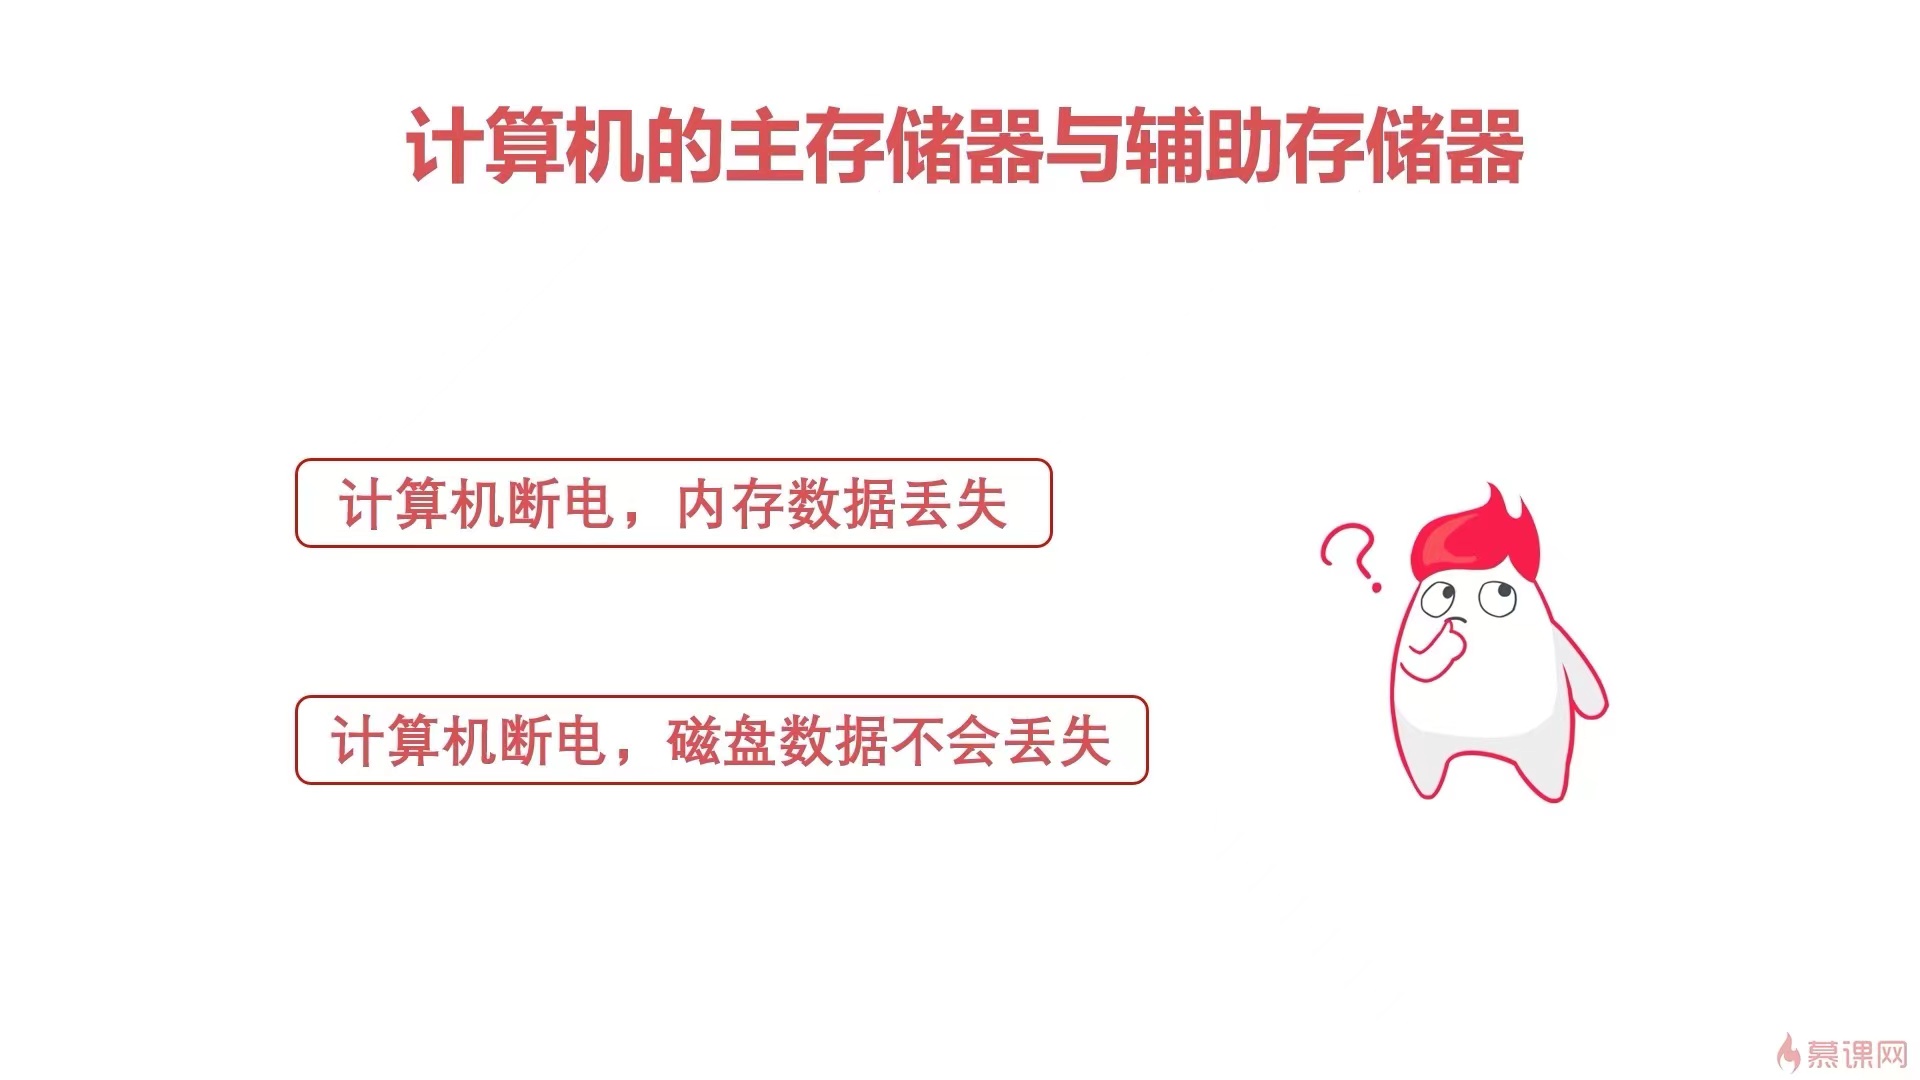 计算机的主存储器与辅助存储器
计算机断电，内存数据丢失
?
计算机断电，磁盘数据不会丢失
慕课网